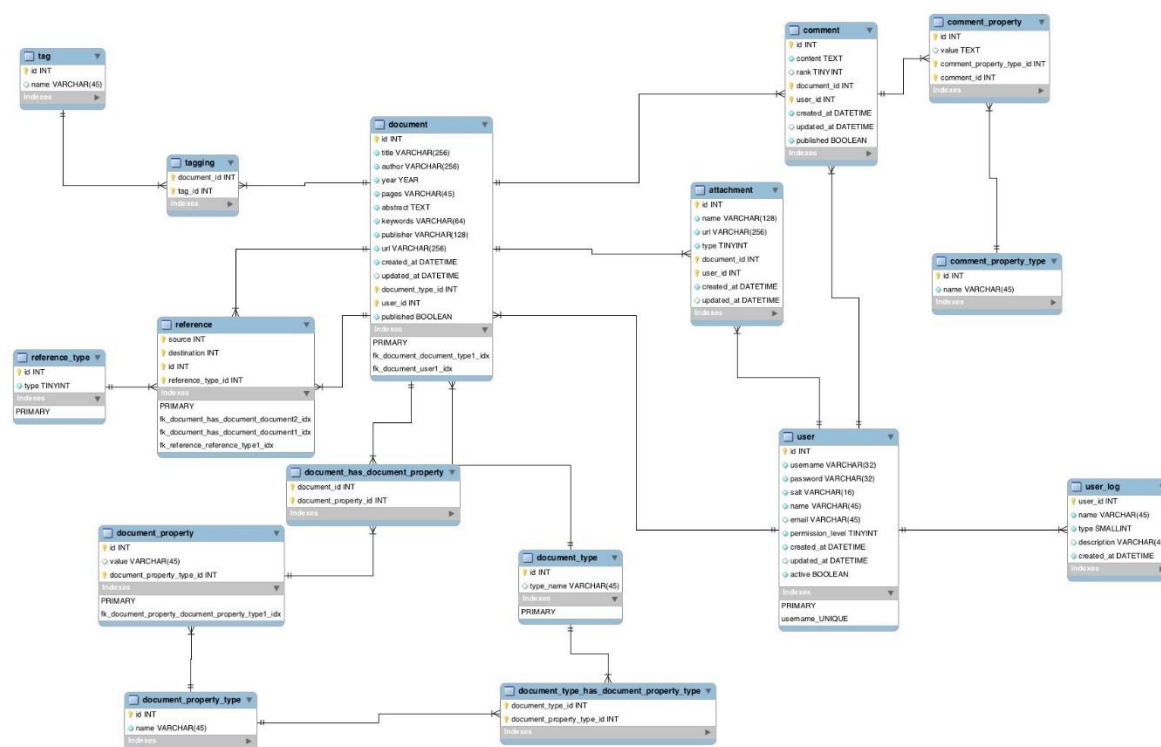 tag
id INT
name VARCHAR(45)
Indexes
tagging
document_id INT
tag_id INT
Indexes
document
id INT
title VARCHAR(256)
author VARCHAR(256)
year YEAR
pages VARCHAR(45)
abstract TEXT
keywords VARCHAR(64)
publisher VARCHAR(128)
url VARCHAR(256)
created_at DATETIME
updated_at DATETIME
document_type_id INT
user_id INT
published BOOLEAN
Indexes
PRIMARY
fk_document_document_type1_idx
fk_document_user1_idx
comment
id INT
content TEXT
rank TINYINT
document_id INT
user_id INT
created_at DATETIME
updated_at DATETIME
published BOOLEAN
Indexes
comment_property
id INT
value TEXT
comment_property_type_id INT
comment_id INT
Indexes
attachment
id INT
name VARCHAR(128)
url VARCHAR(256)
type TINYINT
document_id INT
user_id INT
created_at DATETIME
updated_at DATETIME
Indexes
comment_property_type
id INT
name VARCHAR(45)
Indexes
reference_type
id INT
type TINYINT
Indexes
PRIMARY
reference
source INT
destination INT
id INT
reference_type_id INT
Indexes
PRIMARY
fk_document_has_document_document2_idx
fk_document_has_document_document1_idx
fk_reference_reference_type1_idx
document_has_document_property
document_id INT
document_property_id INT
Indexes
user
id INT
username VARCHAR(32)
password VARCHAR(32)
salt VARCHAR(16)
name VARCHAR(45)
email VARCHAR(45)
permission_level TINYINT
created_at DATETIME
updated_at DATETIME
active BOOLEAN
Indexes
PRIMARY
username_UNIQUE
user_log
user_id INT
name VARCHAR(45)
type SMALLINT
description VARCHAR(4
created_at DATETIME
Indexes
document_property
id INT
value VARCHAR(45)
document_property_type_id INT
Indexes
PRIMARY
fk_document_property_document_property_type1_idx
document_type
id INT
type_name VARCHAR(45)
Indexes
PRIMARY
document_property_type
id INT
name VARCHAR(45)
Indexes
document_type_has_document_property_type
document_type_id INT
document_property_type_id INT
Indexes